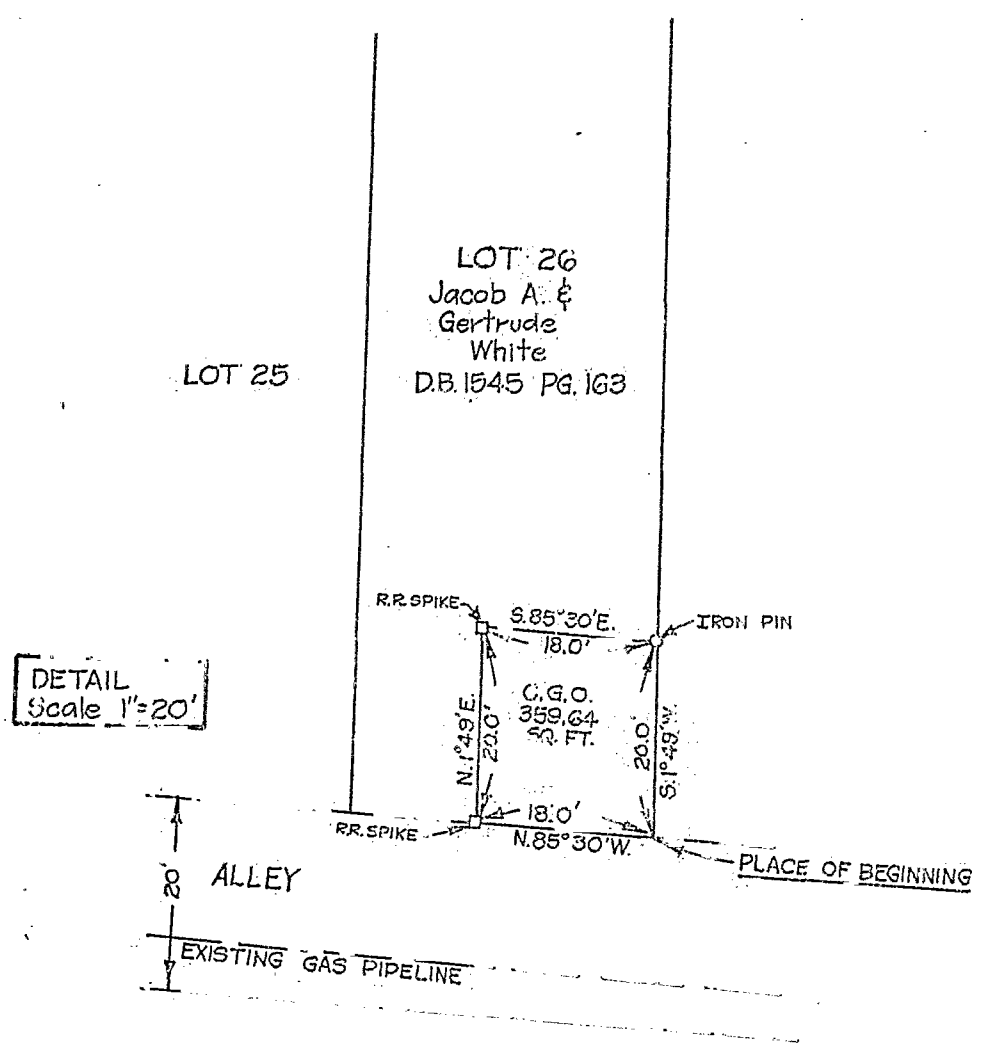 LOT 26
Jacob A. &
Gertrude
White
D.B. 1545 PG. 163
LOT 25
R.R. SPIKE
S.85°30'E.
18.0'
IRON PIN
DETAIL
Scale 1"=20'
N.1°49'E.
20.0'
C.G.O.
359.64
SQ. FT.
20.0'
S.1°49'W.
R.R. SPIKE
18.0'
N.85°30'W.
PLACE OF BEGINNING
20'
ALLEY
EXISTING GAS PIPELINE